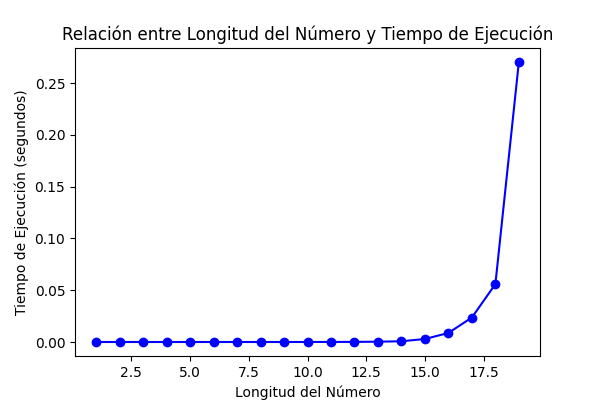 Relación entre Longitud del Número y Tiempo de Ejecución
Tiempo de Ejecución (segundos)
0.25
0.20
0.15
0.10
0.05
0.00
2.5 5.0 7.5 10.0 12.5 15.0 17.5
Longitud del Número